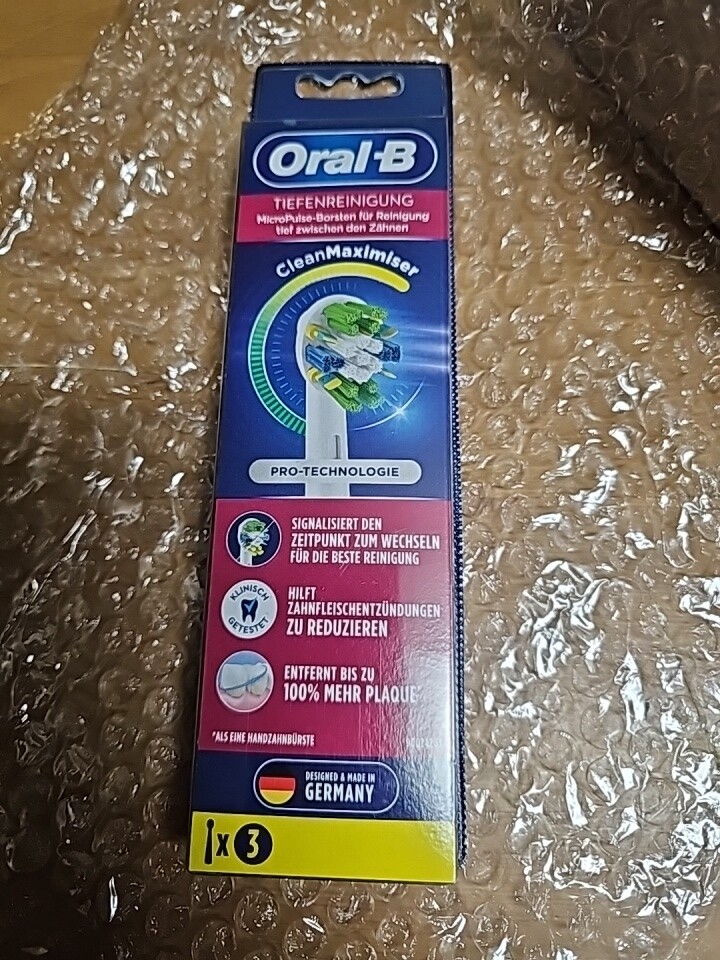 Oral-B
TIEFENREINIGUNG
MicroPulse-Borsten für Reinigung
tief zwischen den Zähnen
CleanMaximiser
PRO-TECHNOLOGIE
SIGNALISIERT DEN
ZEITPUNKT ZUM WECHSELN
FÜR DIE BESTE REINIGUNG
KLINISCH
GETESTET
HILFT
ZAHNFLEISCHENTZÜNDUNGEN
ZU REDUZIEREN
ENTFERNT BIS ZU
100% MEHR PLAQUE*
*ALS EINE HANDZAHNBÜRSTE
DESIGNED & MADE IN
GERMANY
x 3